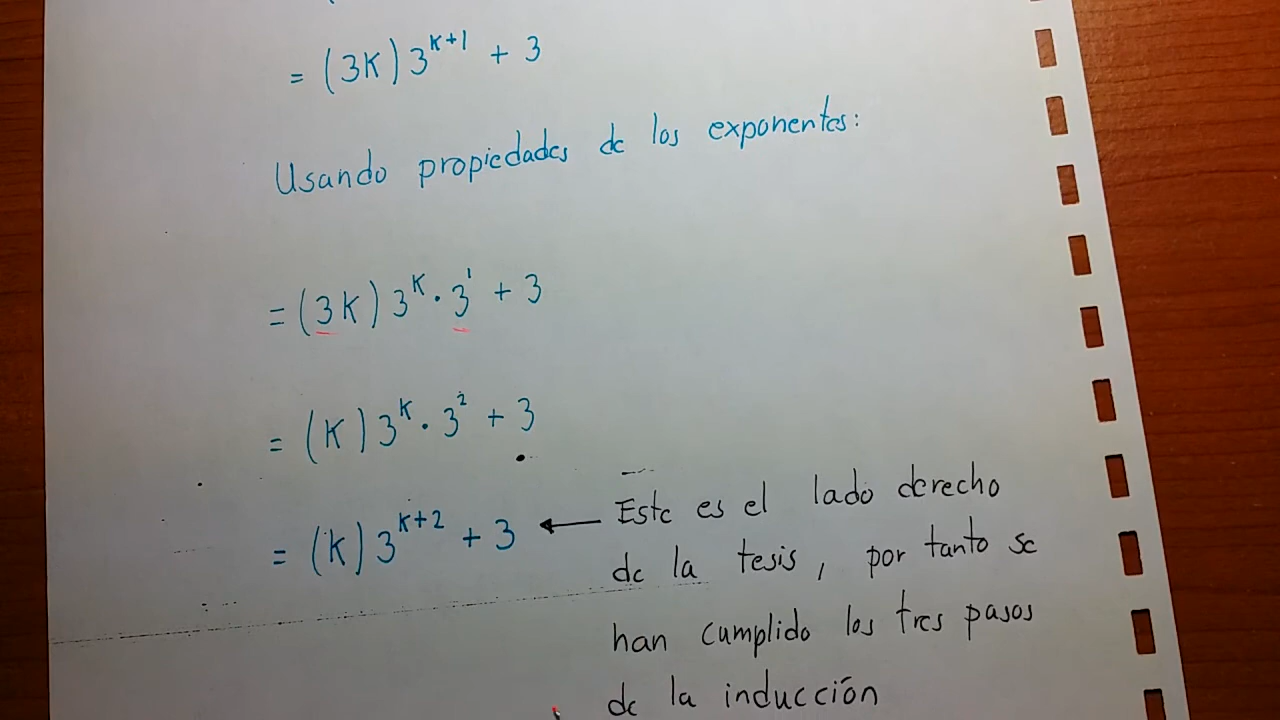 = (3K) 3^{K+1} + 3
Usando propiedades de los exponentes:
= (3K) 3^K · 3^1 + 3
= (K) 3^K · 3^2 + 3
= (K) 3^{K+2} + 3 ← Este es el lado derecho
de la tesis, por tanto se
han cumplido los tres pasos
de la inducción